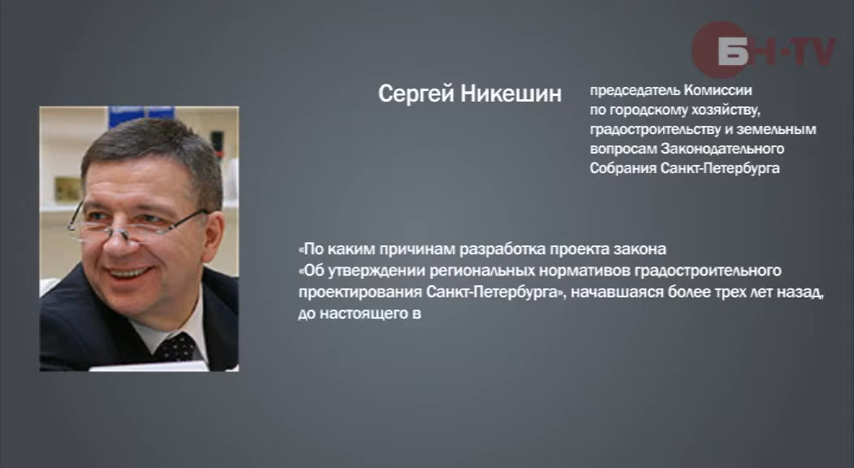 БН·TV
Сергей Никешин
председатель Комиссии
по городскому хозяйству,
градостроительству и земельным
вопросам Законодательного
Собрания Санкт-Петербурга
«По каким причинам разработка проекта закона
«Об утверждении региональных нормативов градостроительного
проектирования Санкт-Петербурга», начавшаяся более трех лет назад,
до настоящего в